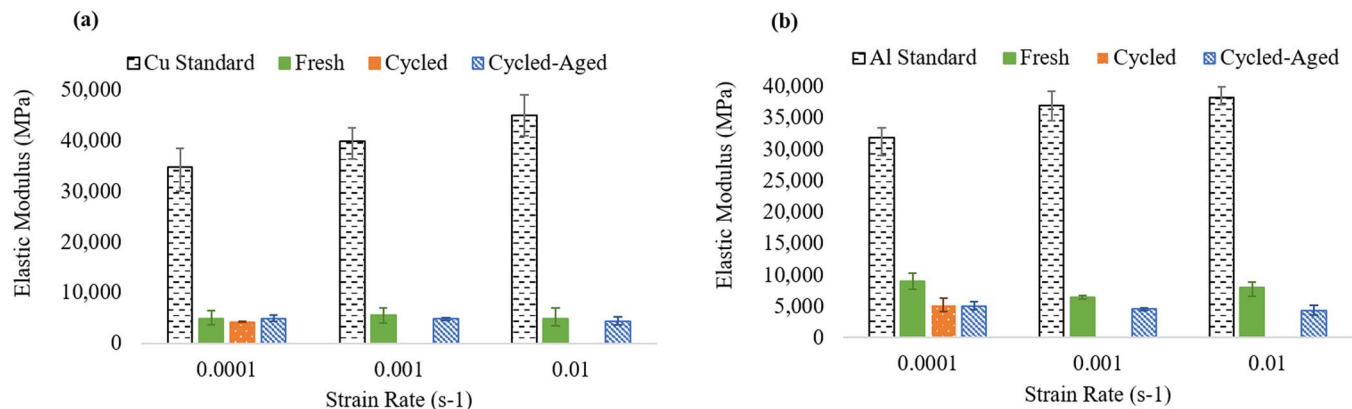 (a)
Cu Standard Fresh Cycled Cycled-Aged
Elastic Modulus (MPa)
50,000
40,000
30,000
20,000
10,000
0
0.0001 0.001 0.01
Strain Rate (s-1)
(b)
Al Standard Fresh Cycled Cycled-Aged
Elastic Modulus (MPa)
40,000
35,000
30,000
25,000
20,000
15,000
10,000
5,000
0
0.0001 0.001 0.01
Strain Rate (s-1)